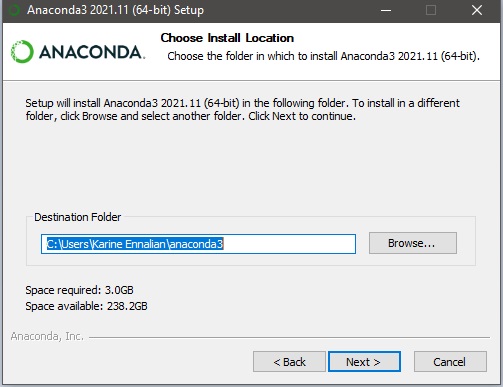 Anaconda3 2021.11 (64-bit) Setup
ANACONDA.
Choose Install Location
Choose the folder in which to install Anaconda3 2021.11 (64-bit).
Setup will install Anaconda3 2021.11 (64-bit) in the following folder. To install in a different
folder, click Browse and select another folder. Click Next to continue.
Destination Folder
C:\Users\Karine Ennalian\anaconda3
Browse...
Space required: 3.0GB
Space available: 238.2GB
Anaconda, Inc.
< Back
Next >
Cancel